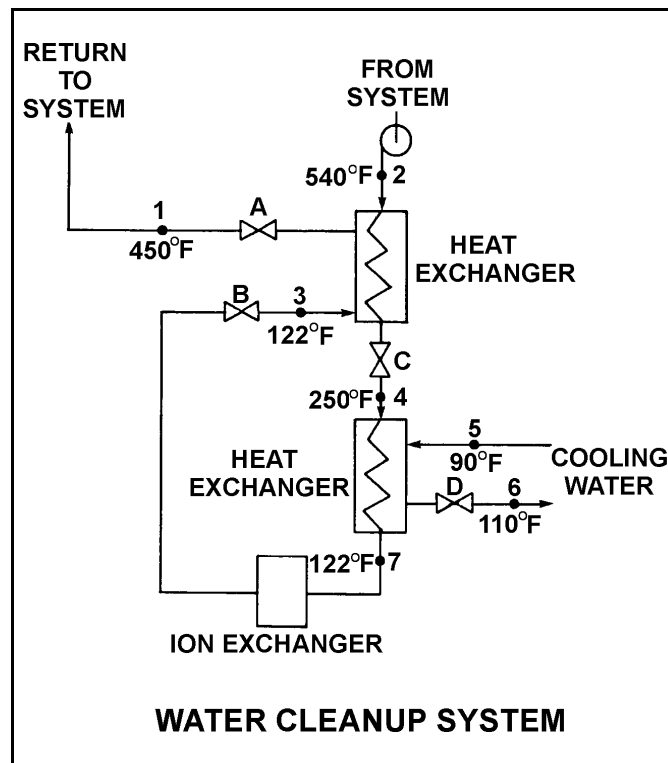 RETURN
TO
SYSTEM
FROM
SYSTEM
540°F 2
1 A
450°F
HEAT
EXCHANGER
B 3
122°F
C
250°F 4
5
90°F
COOLING
WATER
HEAT
EXCHANGER
D 6
110°F
122°F 7
ION EXCHANGER
WATER CLEANUP SYSTEM